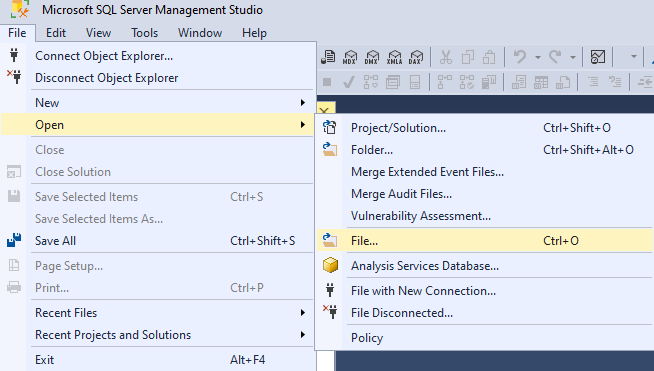 Microsoft SQL Server Management Studio
File Edit View Tools Window Help
Connect Object Explorer...
Disconnect Object Explorer
New
Open
Close
Close Solution
Save Selected Items Ctrl+S
Save Selected Items As...
Save All Ctrl+Shift+S
Page Setup...
Print... Ctrl+P
Recent Files
Recent Projects and Solutions
Exit Alt+F4
MDX DMX XMLA DAX
Project/Solution... Ctrl+Shift+O
Folder... Ctrl+Shift+Alt+O
Merge Extended Event Files...
Merge Audit Files...
Vulnerability Assessment...
File... Ctrl+O
Analysis Services Database...
File with New Connection...
File Disconnected...
Policy